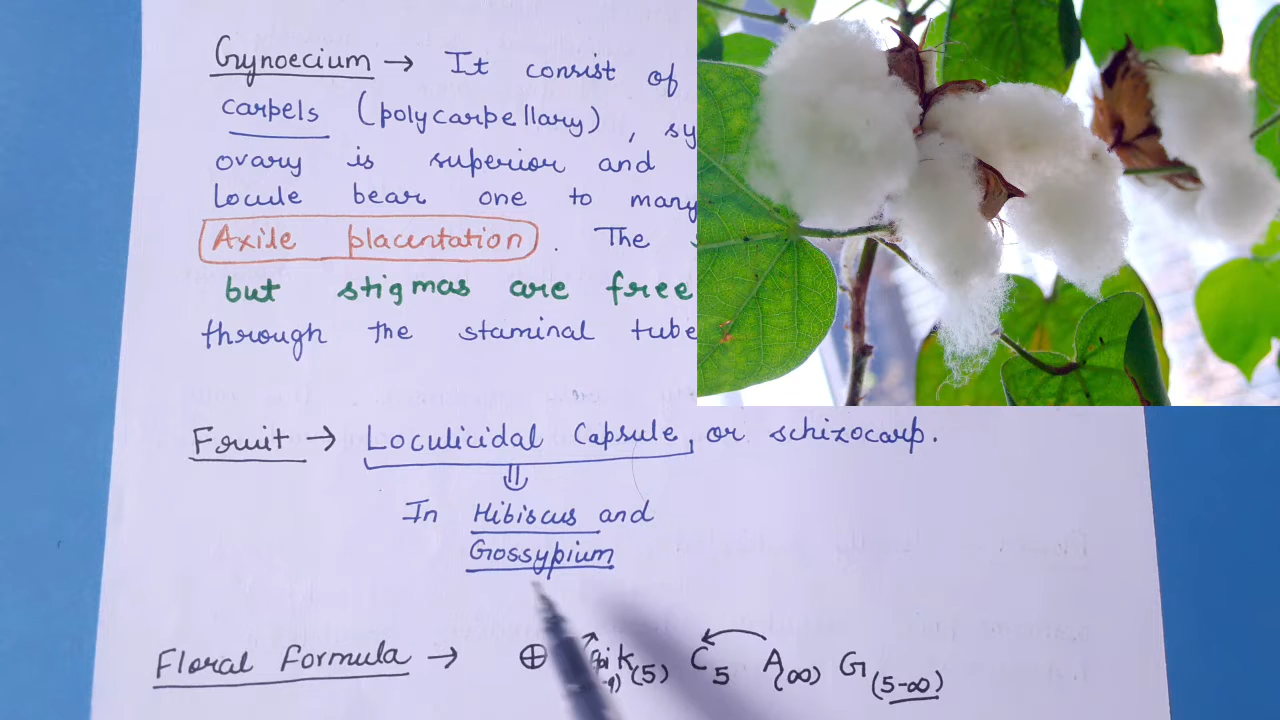 Gynoecium → It consist of
carpels (polycarpellary), sy
ovary is superior and
locule bear one to many
Axile placentation. The
but stigmas are free
through the staminal tube
Fruit → Loculicidal Capsule, or schizocarp.
In Hibiscus and
Gossypium
Floral Formula → ⊕ K(5) C5 A(∞) G(5-∞)